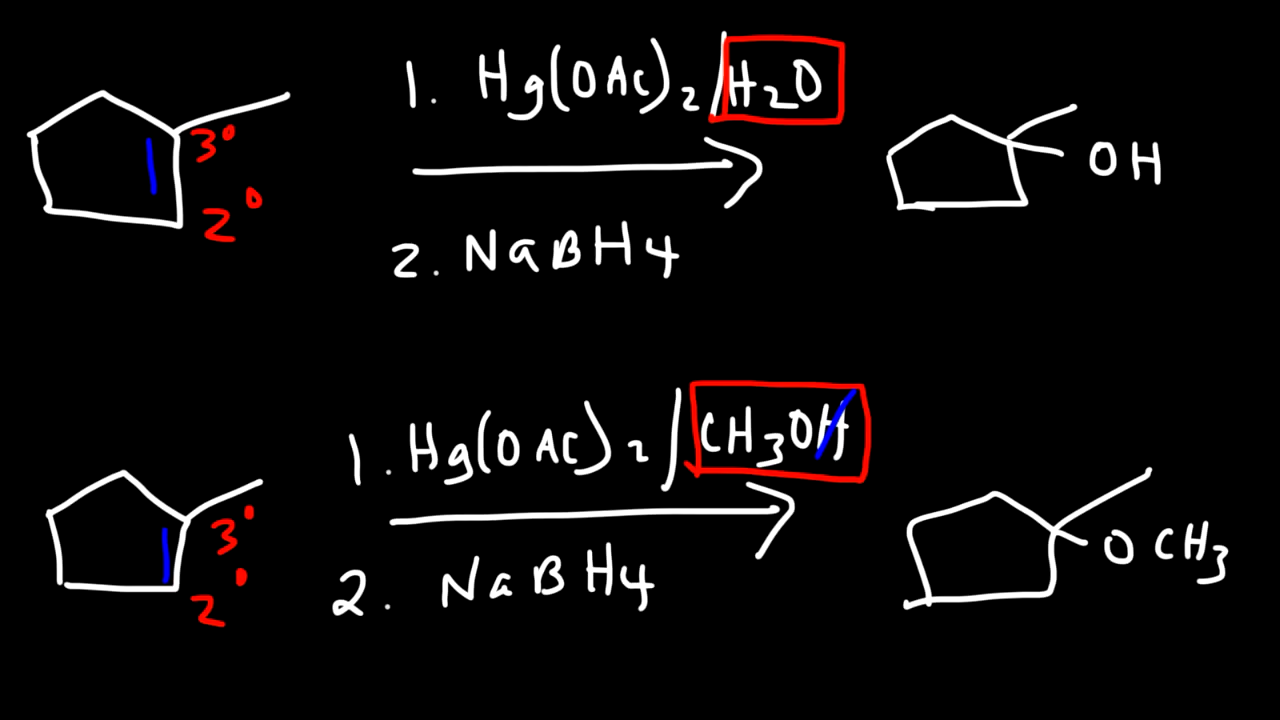 1. Hg(OAC)2/H2O
3°
OH
2°
2. NaBH4
1. Hg(OAC)2/CH3OH
3°
OCH3
2°
2. NaBH4